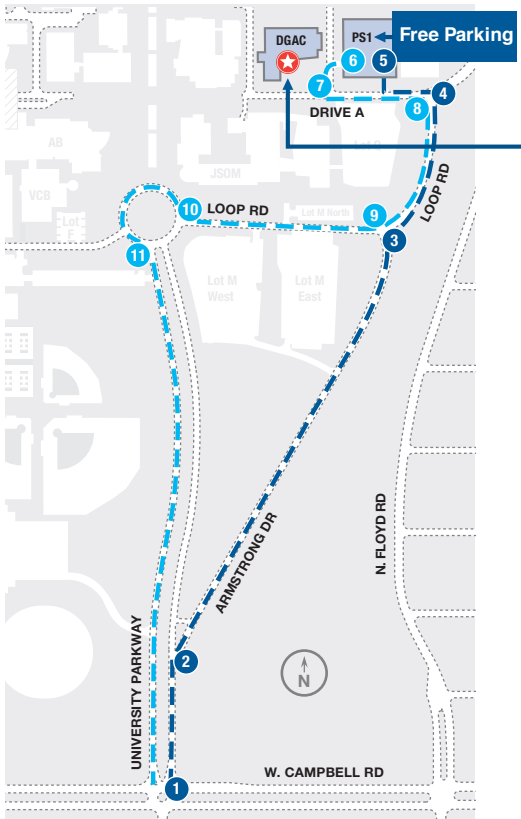 Free Parking
DGAC
PS1
6
5
7
4
8
DRIVE A
Lot O
AB
JSOM
LOOP RD
VCB
10
LOOP RD
Lot M North
9
Lot
F
3
11
Lot M
West
Lot M
East
N. FLOYD RD
ARMSTRONG DR
UNIVERSITY PARKWAY
2
N
W. CAMPBELL RD
1